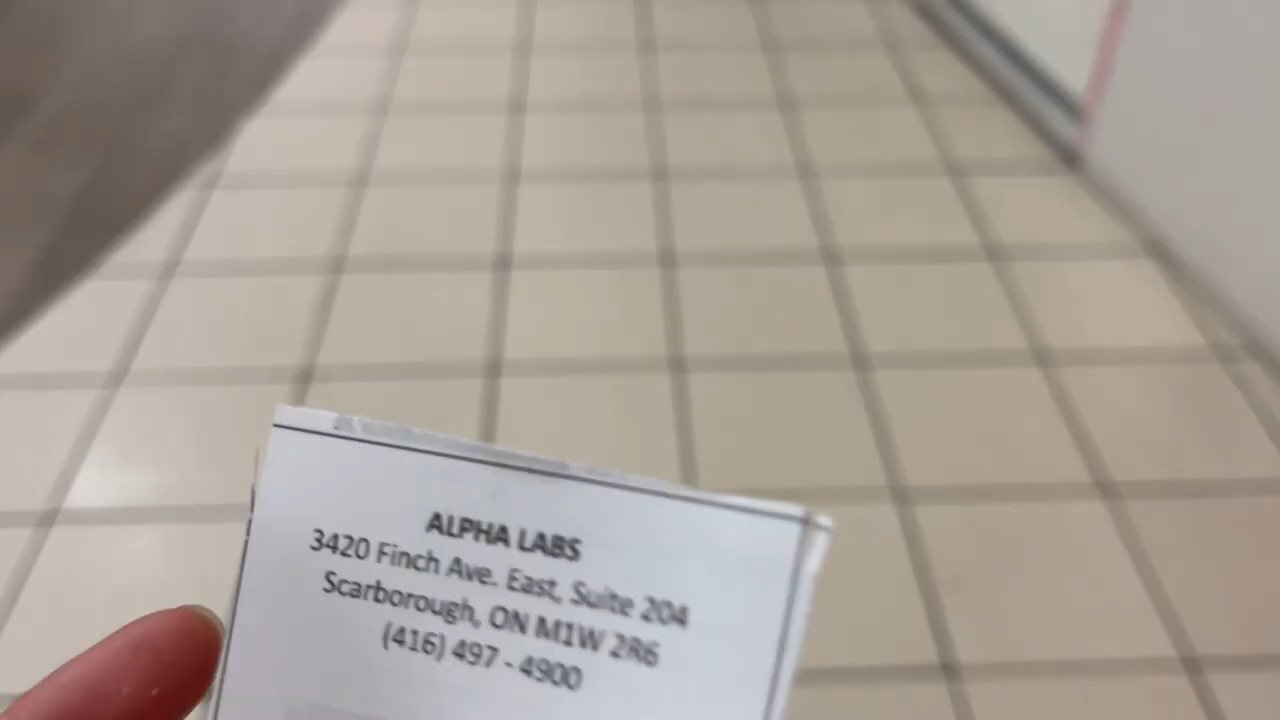 ALPHA LABS
3420 Finch Ave. East, Suite 204
Scarborough, ON M1W 2R6
(416) 497 - 4900